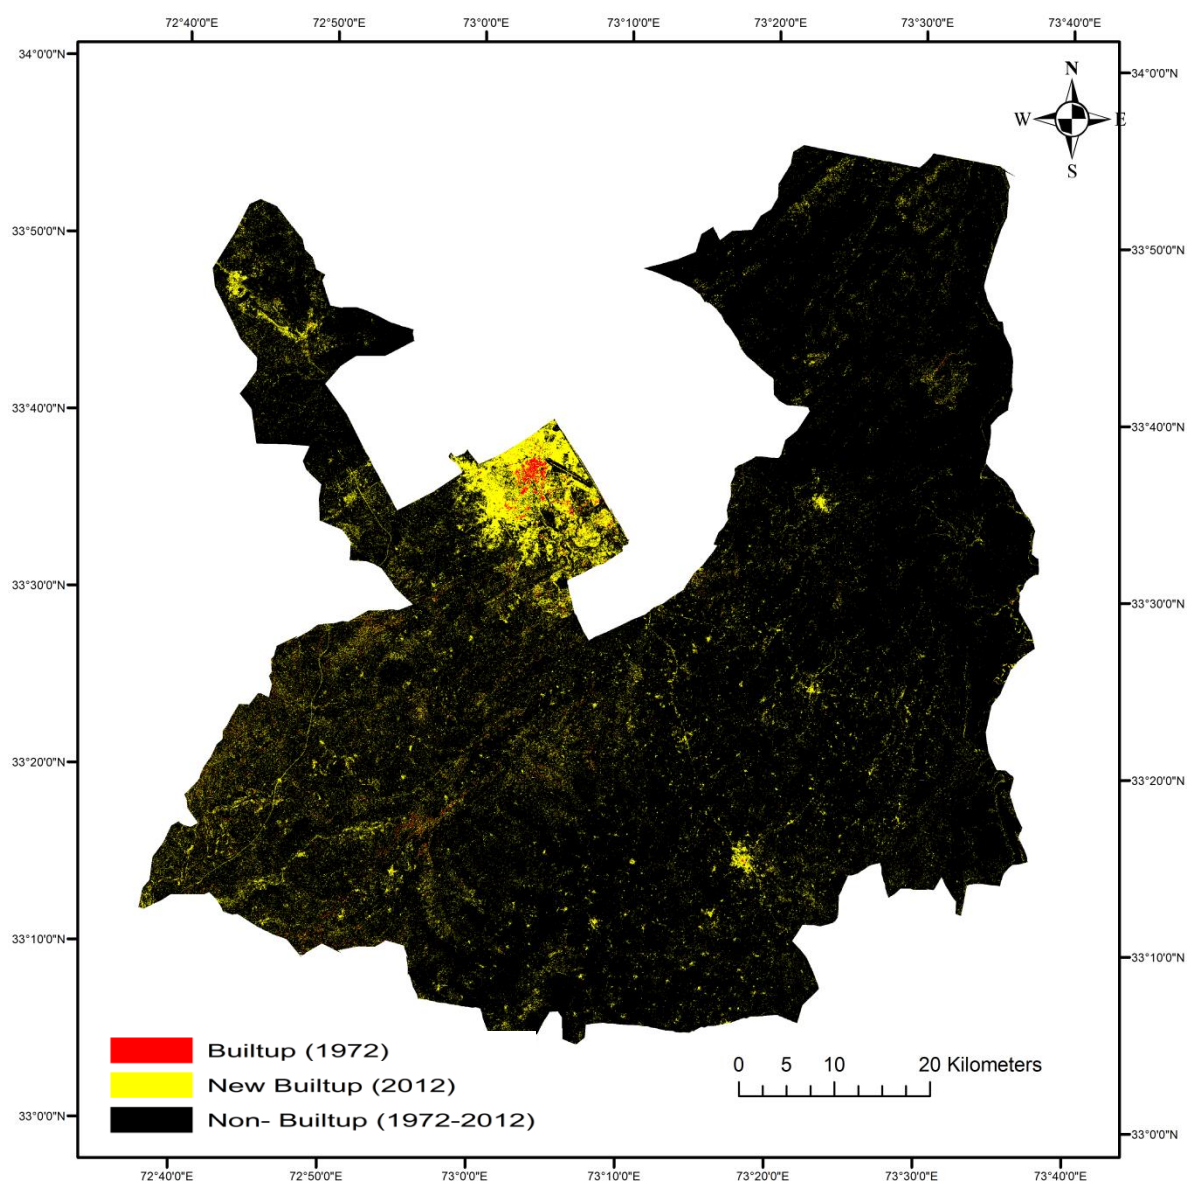 72°40'0"E 72°50'0"E 73°0'0"E 73°10'0"E 73°20'0"E 73°30'0"E 73°40'0"E
34°0'0"N
34°0'0"N
N
W E
S
33°50'0"N
33°50'0"N
33°40'0"N
33°40'0"N
33°30'0"N
33°30'0"N
33°20'0"N
33°20'0"N
33°10'0"N
33°10'0"N
Builtup (1972)
New Builtup (2012)
Non- Builtup (1972-2012)
0 5 10 20 Kilometers
33°0'0"N
33°0'0"N
72°40'0"E 72°50'0"E 73°0'0"E 73°10'0"E 73°20'0"E 73°30'0"E 73°40'0"E